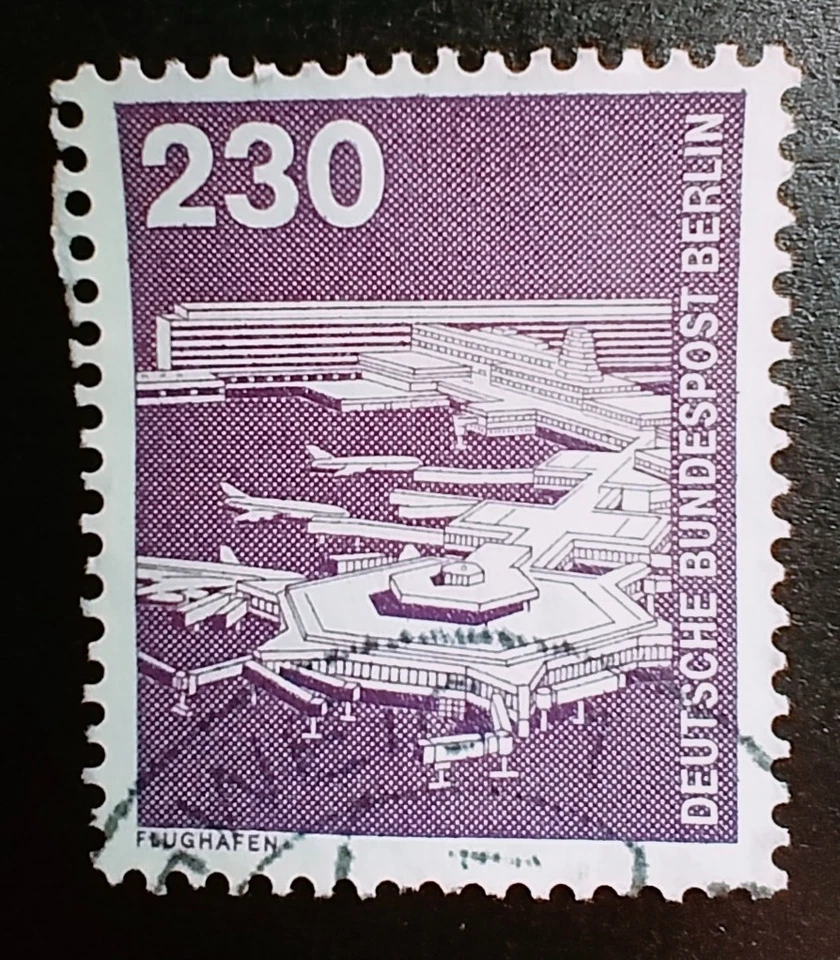 230
DEUTSCHE BUNDESPOST BERLIN
FLUGHAFEN